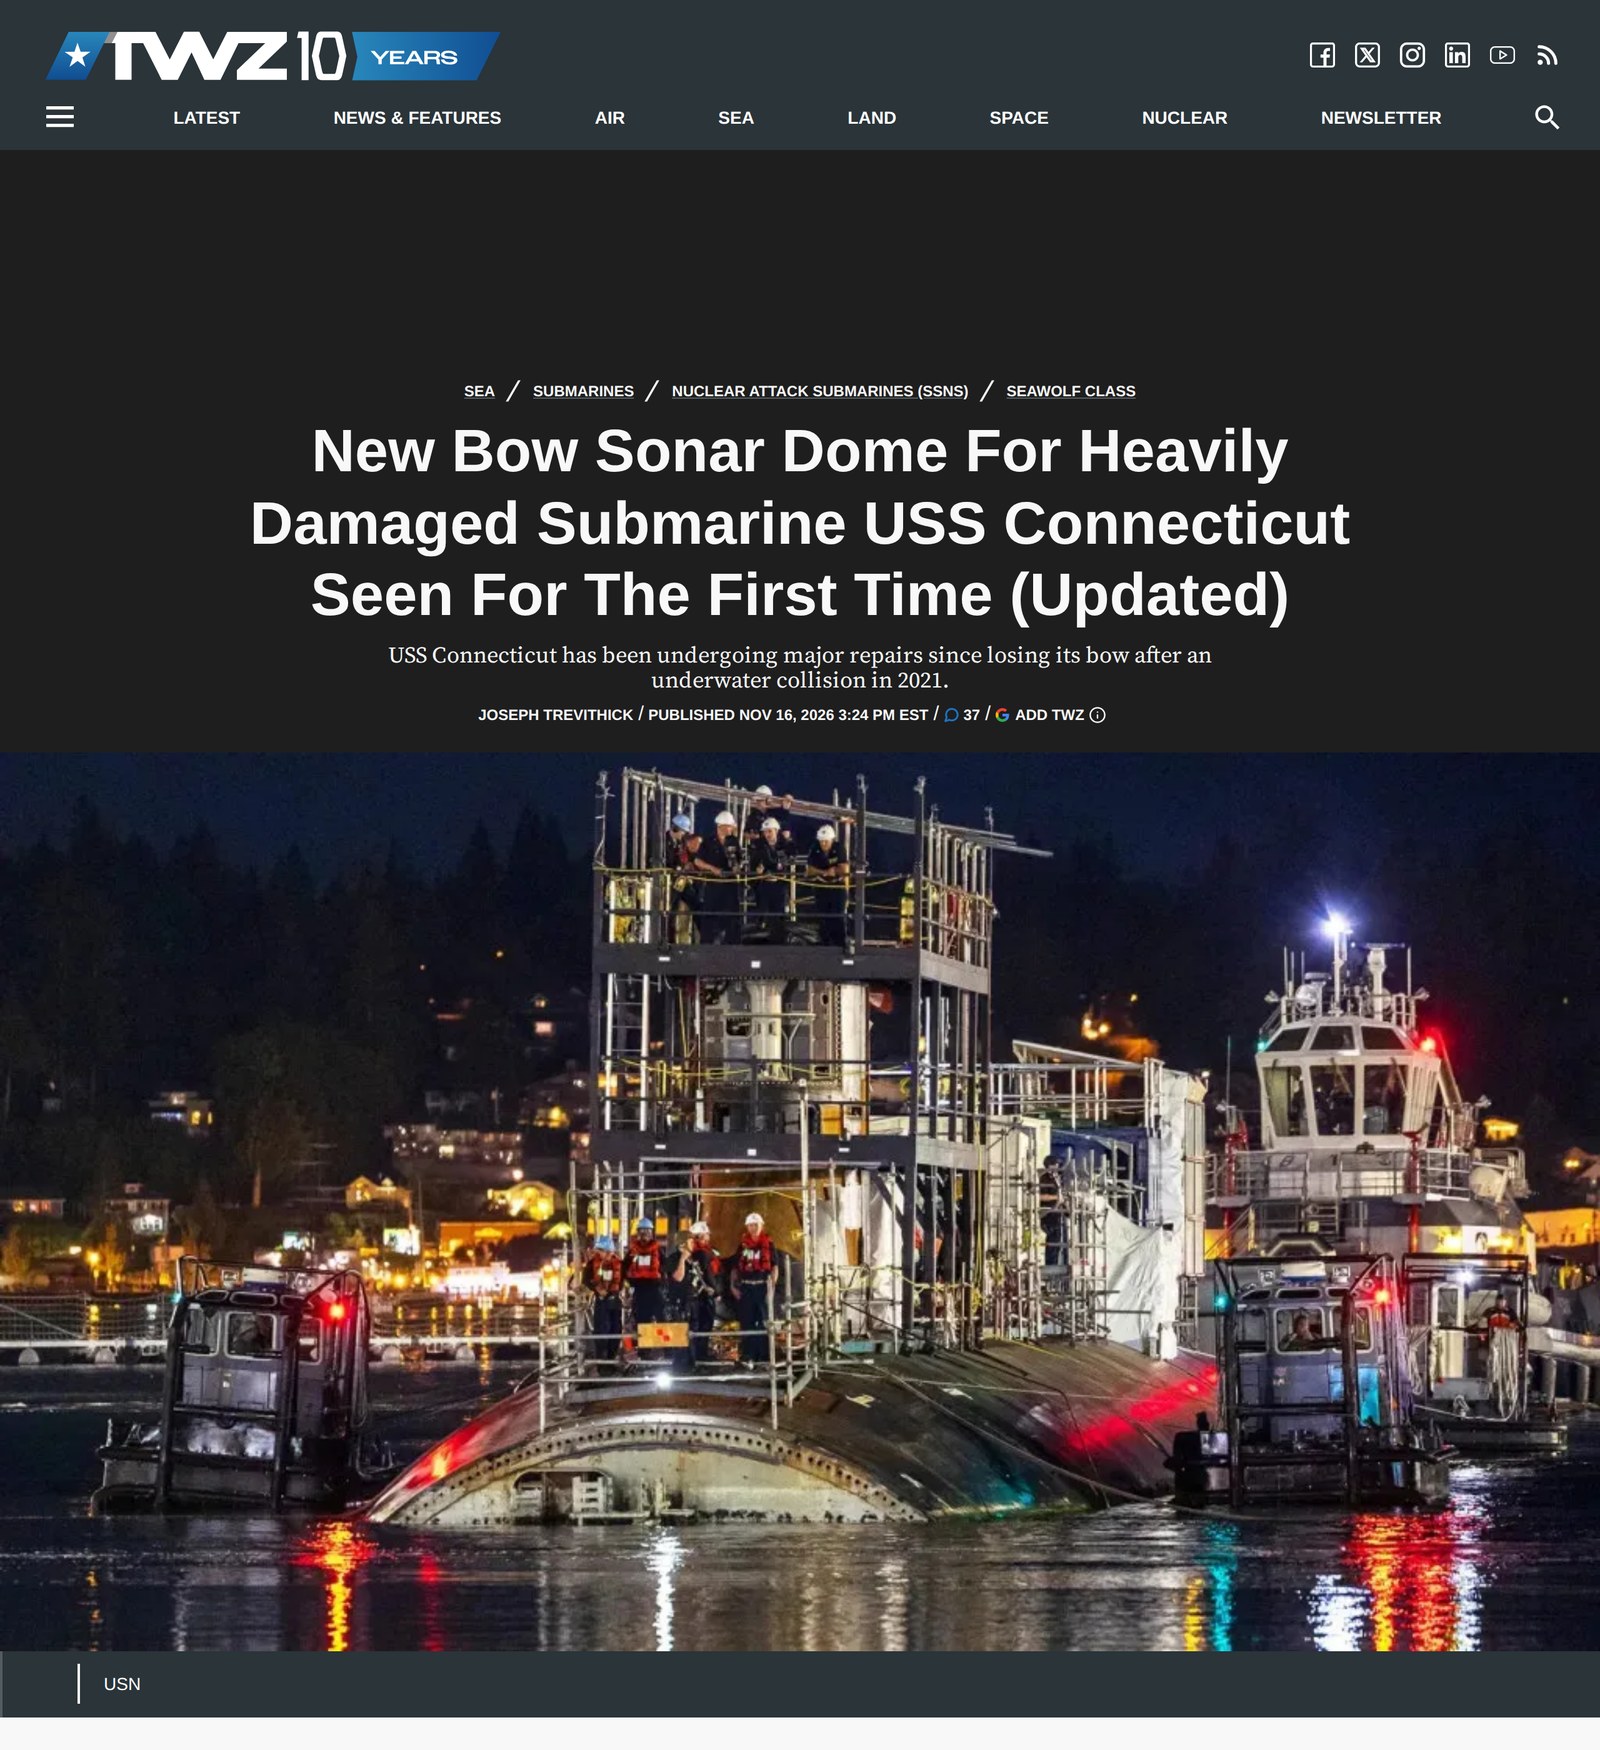 TWZ 10 YEARS
LATEST NEWS & FEATURES AIR SEA LAND SPACE NUCLEAR NEWSLETTER
SEA / SUBMARINES / NUCLEAR ATTACK SUBMARINES (SSNS) / SEAWOLF CLASS
New Bow Sonar Dome For Heavily
Damaged Submarine USS Connecticut
Seen For The First Time (Updated)
USS Connecticut has been undergoing major repairs since losing its bow after an
underwater collision in 2021.
JOSEPH TREVITHICK / PUBLISHED NOV 16, 2026 3:24 PM EST / 37 / ADD TWZ
USN